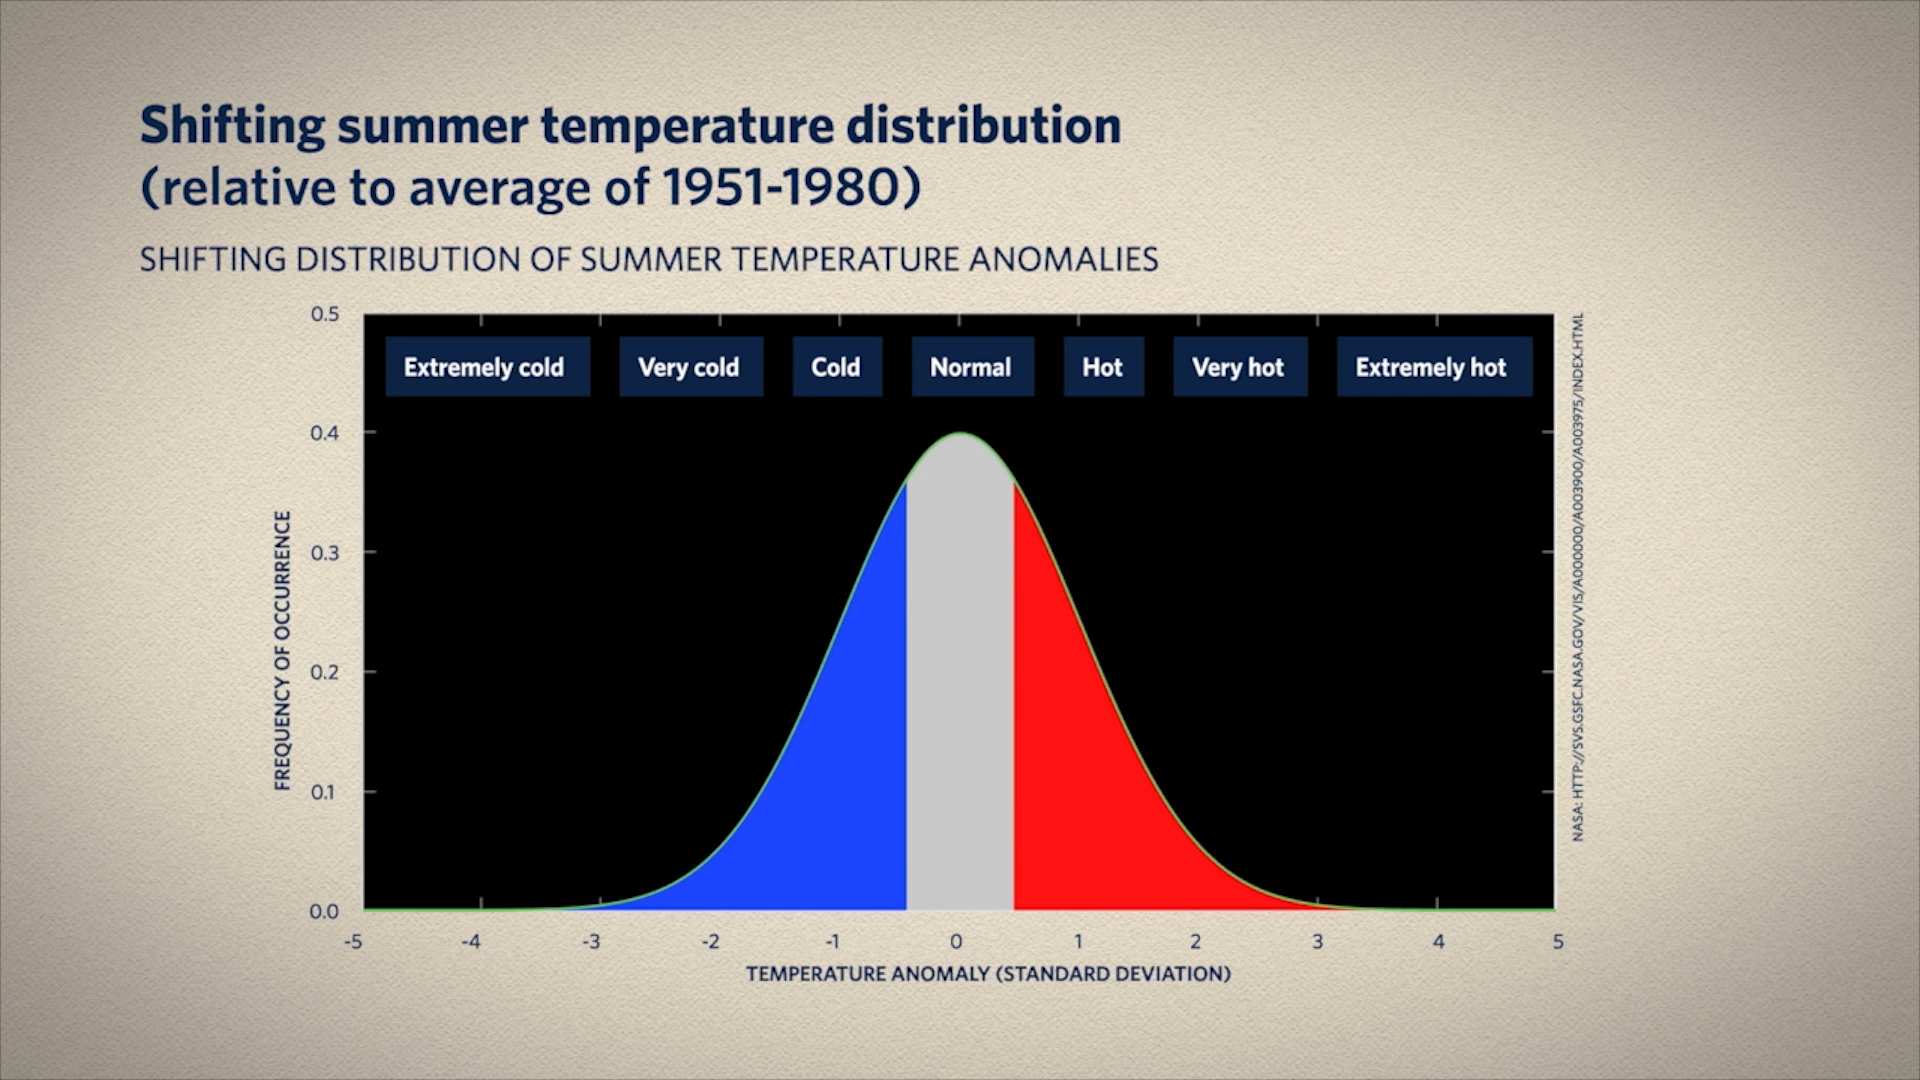 Shifting summer temperature distribution
(relative to average of 1951-1980)
SHIFTING DISTRIBUTION OF SUMMER TEMPERATURE ANOMALIES
Extremely cold Very cold Cold Normal Hot Very hot Extremely hot
FREQUENCY OF OCCURRENCE
0.5
0.4
0.3
0.2
0.1
0.0
-5 -4 -3 -2 -1 0 1 2 3 4 5
TEMPERATURE ANOMALY (STANDARD DEVIATION)
NASA: HTTP://SVS.GSFC.NASA.GOV/VIS/A000000/A003900/A003975/INDEX.HTML